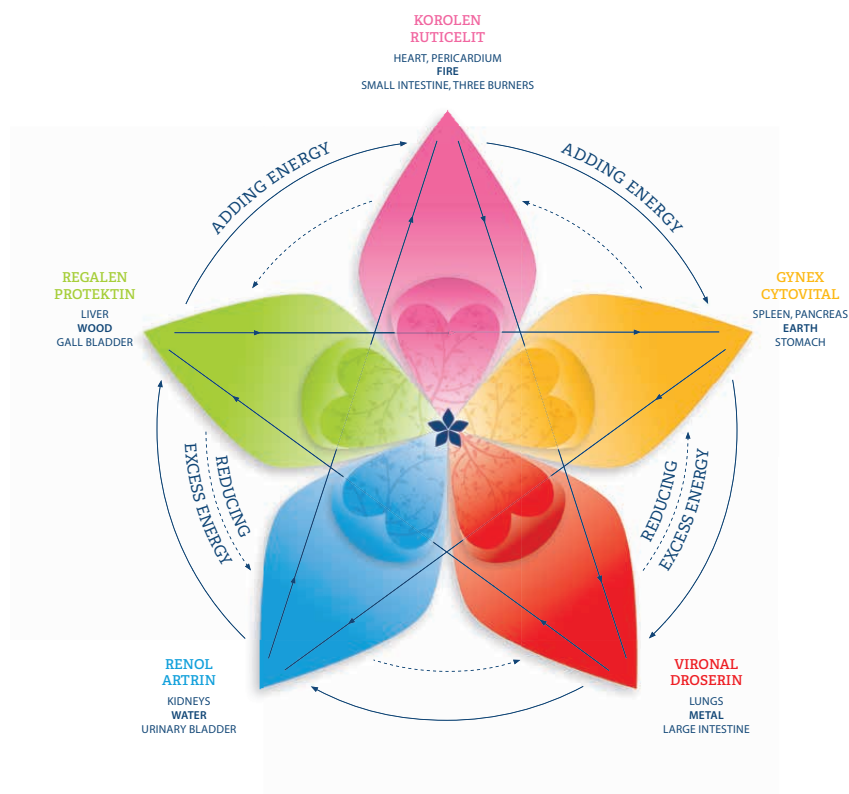 KOROLEN
RUTICELIT
HEART, PERICARDIUM
FIRE
SMALL INTESTINE, THREE BURNERS
ADDING ENERGY
ADDING ENERGY
REGALEN
PROTEKTIN
LIVER
WOOD
GALL BLADDER
GYNEX
CYTOVITAL
SPLEEN, PANCREAS
EARTH
STOMACH
REDUCING
EXCESS ENERGY
REDUCING
EXCESS ENERGY
RENOL
ARTRIN
KIDNEYS
WATER
URINARY BLADDER
VIRONAL
DROSERIN
LUNGS
METAL
LARGE INTESTINE